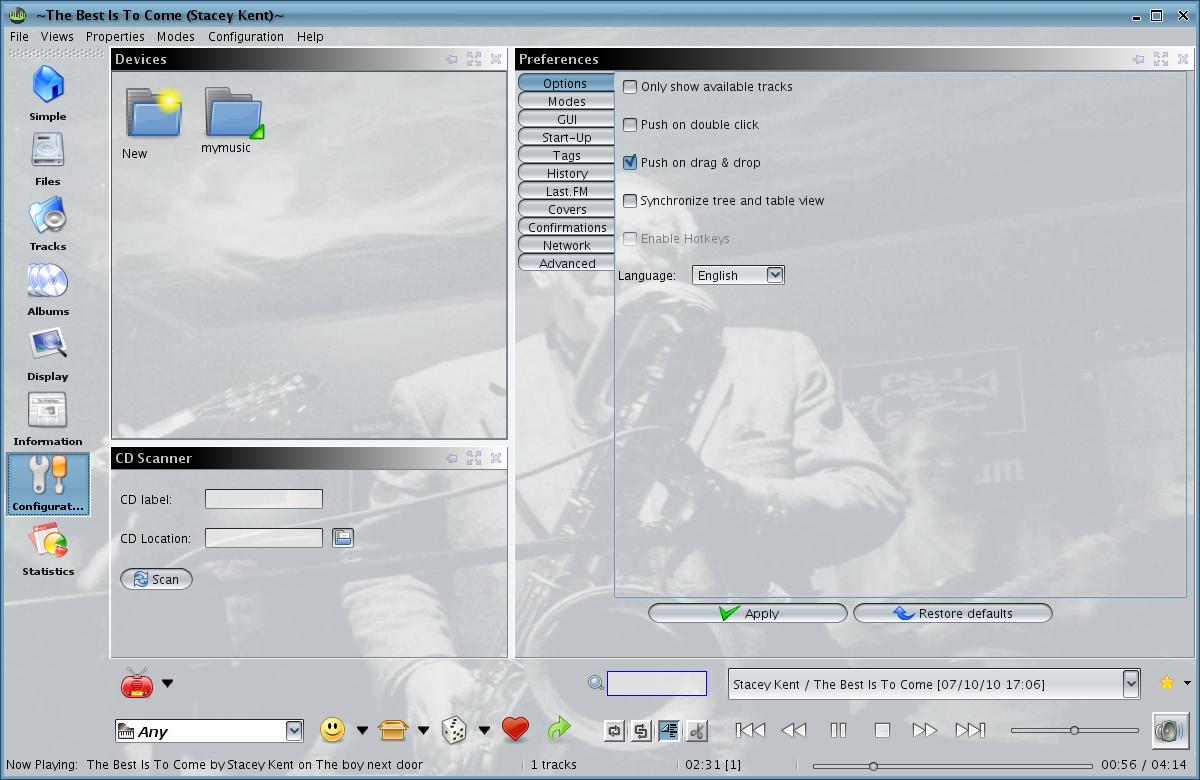 ~The Best Is To Come (Stacey Kent)~
File Views Properties Modes Configuration Help
Simple
Files
Tracks
Albums
Display
Information
Configurat...
Statistics
Devices
New
mymusic
CD Scanner
CD label:
CD Location:
Scan
Preferences
Options
Modes
GUI
Start-Up
Tags
History
Last.FM
Covers
Confirmations
Network
Advanced
Only show available tracks
Push on double click
Push on drag & drop
Synchronize tree and table view
Enable Hotkeys
Language: English
Apply Restore defaults
Stacey Kent / The Best Is To Come [07/10/10 17:06]
Any
Now Playing: The Best Is To Come by Stacey Kent on The boy next door 1 tracks 02:31 [1] 00:56 / 04:14